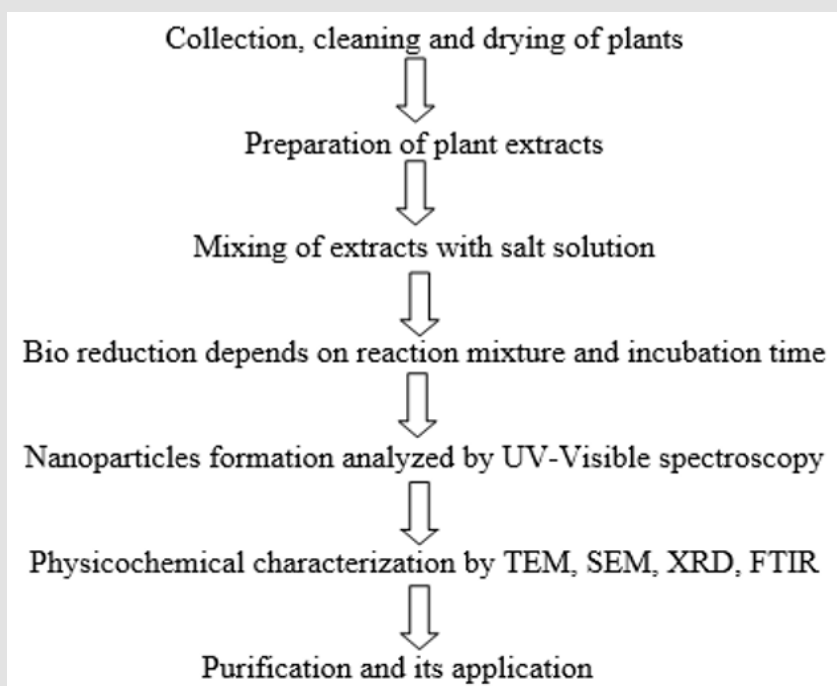 Collection, cleaning and drying of plants
Preparation of plant extracts
Mixing of extracts with salt solution
Bio reduction depends on reaction mixture and incubation time
Nanoparticles formation analyzed by UV-Visible spectroscopy
Physicochemical characterization by TEM, SEM, XRD, FTIR
Purification and its application